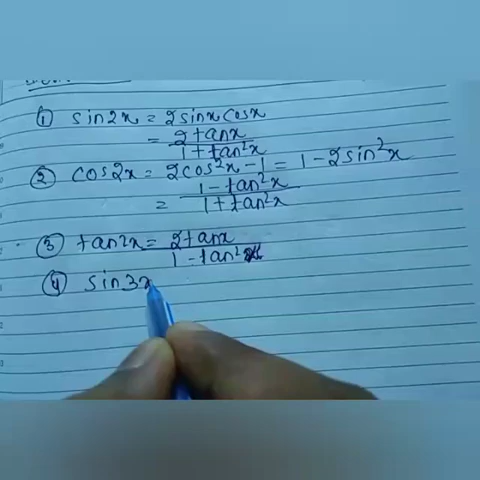 ① sin2x = 2sinx cosx
= 2tanx / 1+tan²x
② cos2x = 2cos²x - 1 = 1 - 2sin²x
= 1 - tan²x / 1+tan²x
③ tan2x = 2tanx / 1 - tan²x
④ sin3x